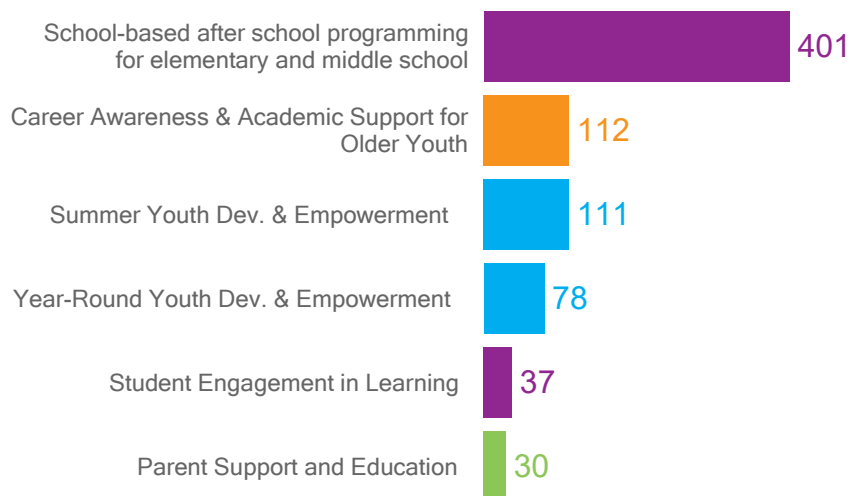 School-based after school programming
for elementary and middle school
401
Career Awareness & Academic Support for
Older Youth
112
Summer Youth Dev. & Empowerment
111
Year-Round Youth Dev. & Empowerment
78
Student Engagement in Learning
37
Parent Support and Education
30